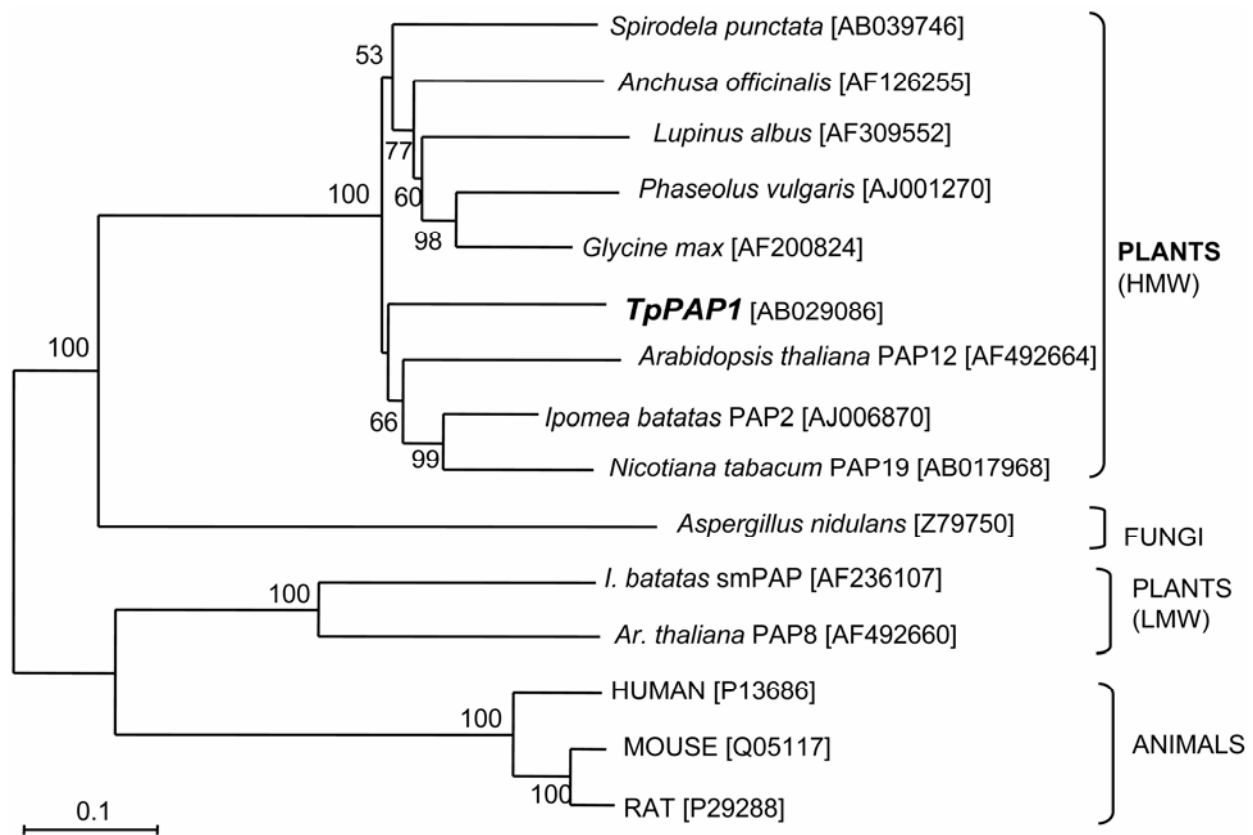 Spirodela punctata [AB039746]
53
Anchusa officinalis [AF126255]
Lupinus albus [AF309552]
77
Phaseolus vulgaris [AJ001270]
100
60
98
Glycine max [AF200824]
PLANTS
(HMW)
TpPAP1 [AB029086]
100
Arabidopsis thaliana PAP12 [AF492664]
Ipomea batatas PAP2 [AJ006870]
66
99
Nicotiana tabacum PAP19 [AB017968]
Aspergillus nidulans [Z79750]
FUNGI
I. batatas smPAP [AF236107]
100
PLANTS
(LMW)
Ar. thaliana PAP8 [AF492660]
HUMAN [P13686]
100
MOUSE [Q05117]
ANIMALS
100
RAT [P29288]
0.1